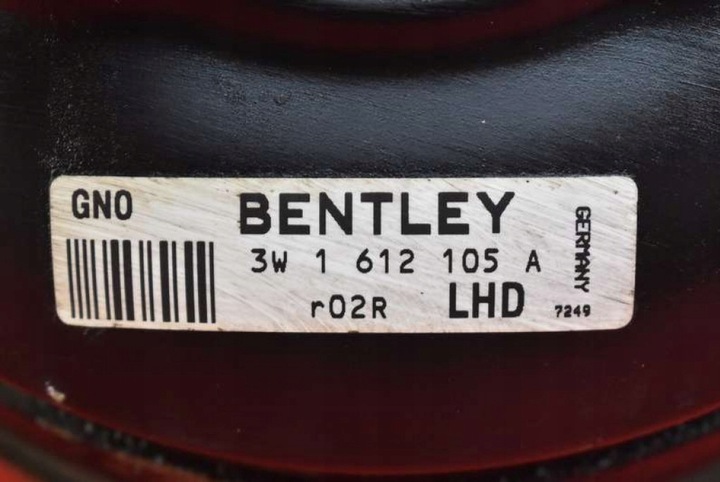 GNO
BENTLEY
3W 1 612 105 A
r02R LHD
GERMANY
7249